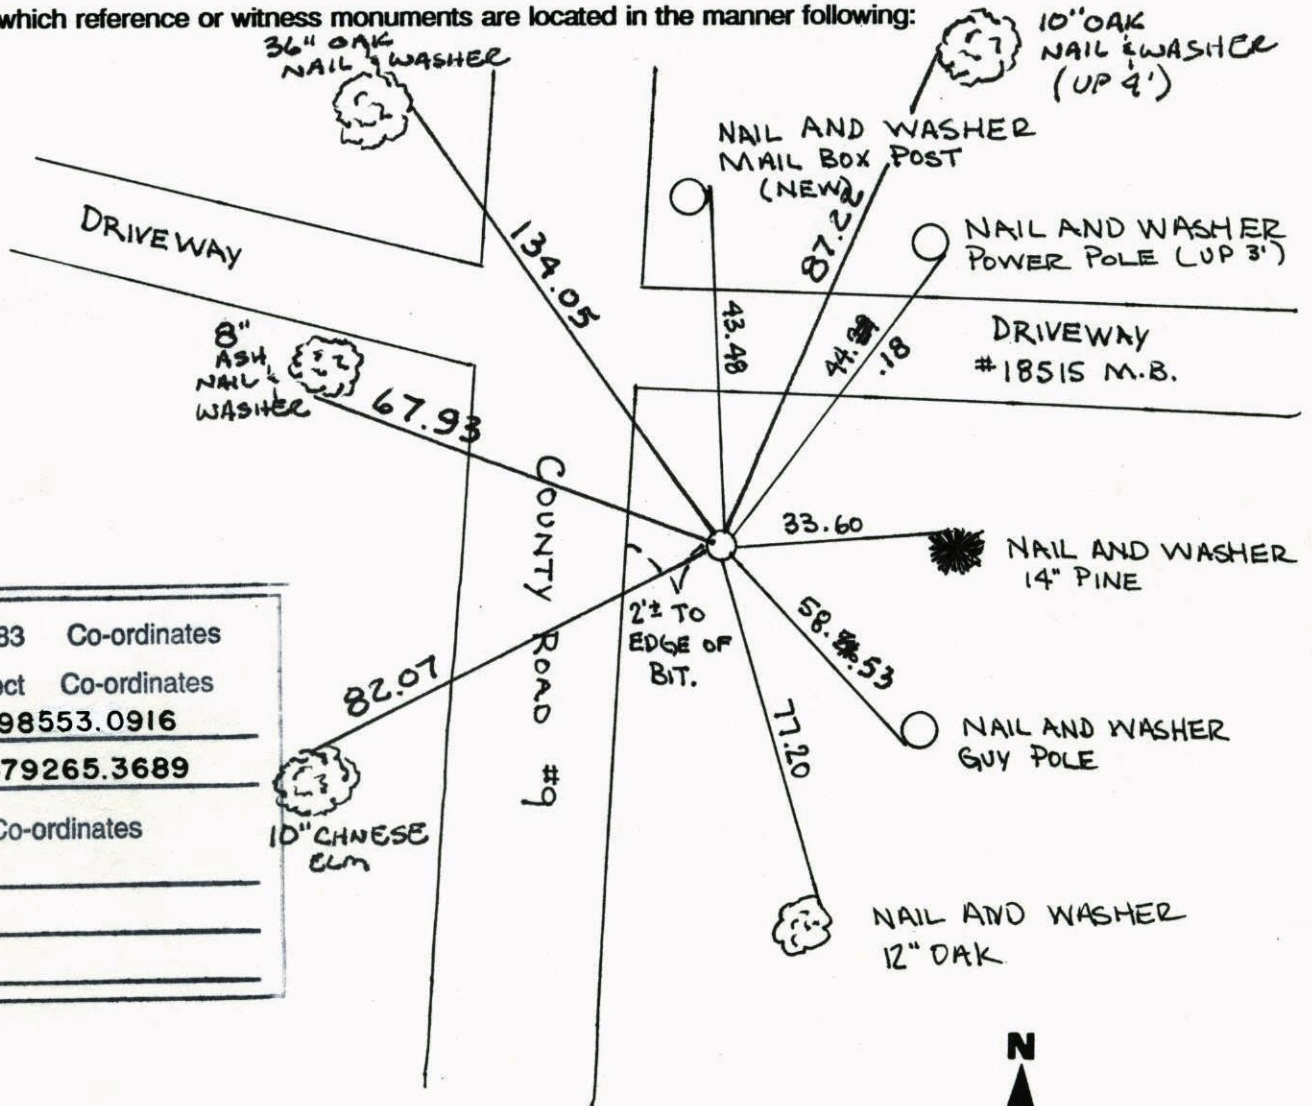 which reference or witness monuments are located in the manner following:
36" OAK
NAIL & WASHER
10" OAK
NAIL & WASHER
(UP 4')
NAIL AND WASHER
MAIL BOX POST
(NEW)
87.22
134.05
DRIVEWAY
NAIL AND WASHER
POWER POLE (UP 3')
43.48
44.
.18
DRIVEWAY
#18515 M.B.
8"
ASH
NAIL &
WASHER
67.93
COUNTY ROAD #9
33.60
NAIL AND WASHER
14" PINE
2'± TO
EDGE OF
BIT.
58.
.53
82.07
77.20
NAIL AND WASHER
GUY POLE
10" CHNESE
ELM
NAIL AND WASHER
12" OAK
83 Co-ordinates
ect Co-ordinates
98553.0916
79265.3689
Co-ordinates
N